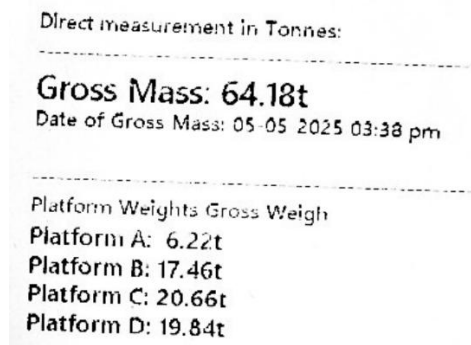 Direct measurement in Tonnes:
Gross Mass: 64.18t
Date of Gross Mass: 05-05 2025 03:38 pm
Platform Weights Gross Weigh
Platform A: 6.22t
Platform B: 17.46t
Platform C: 20.66t
Platform D: 19.84t